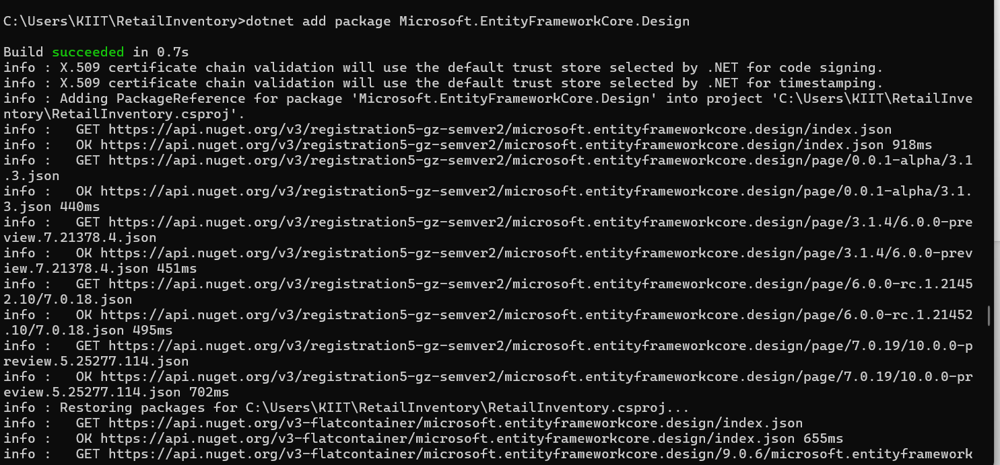 C:\Users\KIIT\RetailInventory>dotnet add package Microsoft.EntityFrameworkCore.Design
Build succeeded in 0.7s
info : X.509 certificate chain validation will use the default trust store selected by .NET for code signing.
info : X.509 certificate chain validation will use the default trust store selected by .NET for timestamping.
info : Adding PackageReference for package 'Microsoft.EntityFrameworkCore.Design' into project 'C:\Users\KIIT\RetailInve
ntory\RetailInventory.csproj'.
info :   GET https://api.nuget.org/v3/registration5-gz-semver2/microsoft.entityframeworkcore.design/index.json
info :   OK https://api.nuget.org/v3/registration5-gz-semver2/microsoft.entityframeworkcore.design/index.json 918ms
info :   GET https://api.nuget.org/v3/registration5-gz-semver2/microsoft.entityframeworkcore.design/page/0.0.1-alpha/3.1
.3.json
info :   OK https://api.nuget.org/v3/registration5-gz-semver2/microsoft.entityframeworkcore.design/page/0.0.1-alpha/3.1.
3.json 440ms
info :   GET https://api.nuget.org/v3/registration5-gz-semver2/microsoft.entityframeworkcore.design/page/3.1.4/6.0.0-pre
view.7.21378.4.json
info :   OK https://api.nuget.org/v3/registration5-gz-semver2/microsoft.entityframeworkcore.design/page/3.1.4/6.0.0-prev
iew.7.21378.4.json 451ms
info :   GET https://api.nuget.org/v3/registration5-gz-semver2/microsoft.entityframeworkcore.design/page/6.0.0-rc.1.2145
2.10/7.0.18.json
info :   OK https://api.nuget.org/v3/registration5-gz-semver2/microsoft.entityframeworkcore.design/page/6.0.0-rc.1.21452
.10/7.0.18.json 495ms
info :   GET https://api.nuget.org/v3/registration5-gz-semver2/microsoft.entityframeworkcore.design/page/7.0.19/10.0.0-p
review.5.25277.114.json
info :   OK https://api.nuget.org/v3/registration5-gz-semver2/microsoft.entityframeworkcore.design/page/7.0.19/10.0.0-pr
eview.5.25277.114.json 702ms
info : Restoring packages for C:\Users\KIIT\RetailInventory\RetailInventory.csproj...
info :   GET https://api.nuget.org/v3-flatcontainer/microsoft.entityframeworkcore.design/index.json
info :   OK https://api.nuget.org/v3-flatcontainer/microsoft.entityframeworkcore.design/index.json 655ms
info :   GET https://api.nuget.org/v3-flatcontainer/microsoft.entityframeworkcore.design/9.0.6/microsoft.entityframework